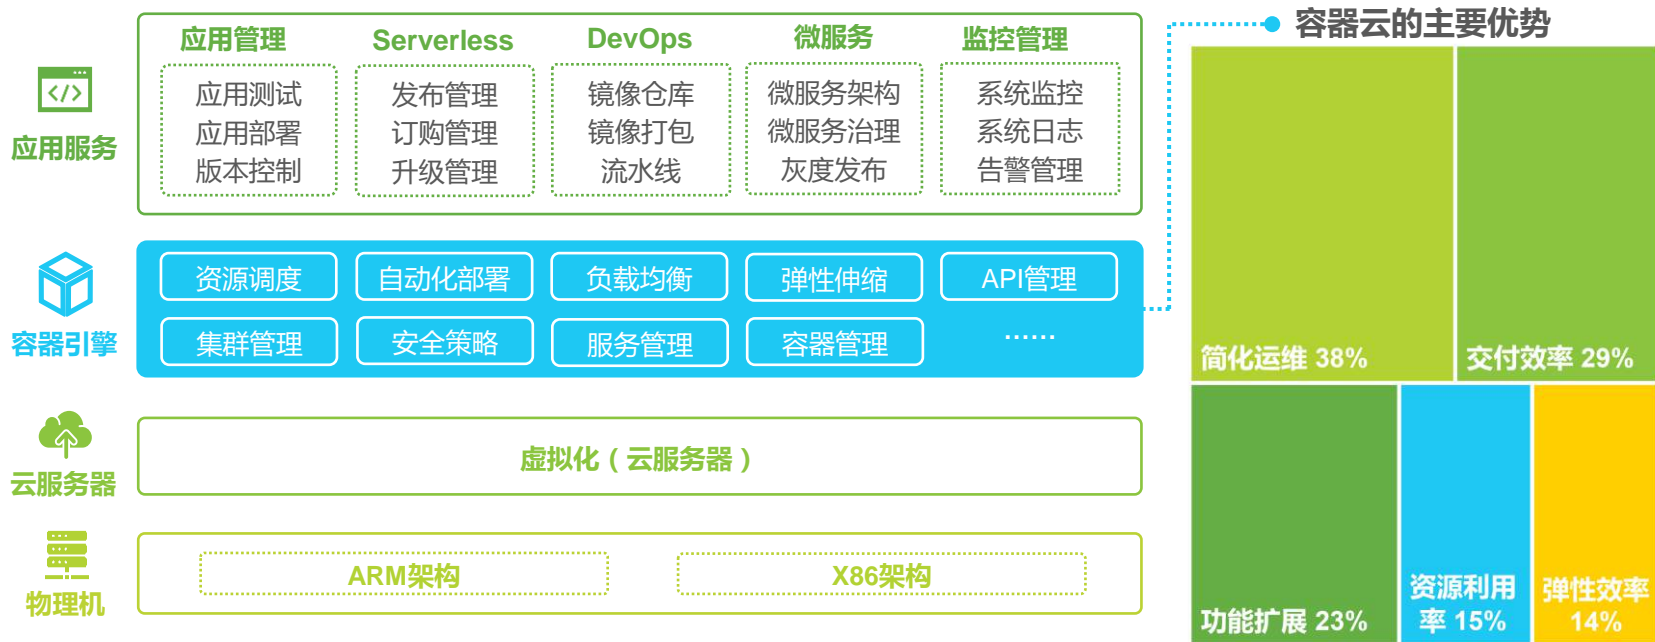 应用服务
应用管理
应用测试
应用部署
版本控制
Serverless
发布管理
订购管理
升级管理
DevOps
镜像仓库
镜像打包
流水线
微服务
微服务架构
微服务治理
灰度发布
监控管理
系统监控
系统日志
告警管理
容器引擎
资源调度
自动化部署
负载均衡
弹性伸缩
API管理
集群管理
安全策略
服务管理
容器管理
……
云服务器
虚拟化（云服务器）
物理机
ARM架构
X86架构
容器云的主要优势
简化运维 38%
交付效率 29%
功能扩展 23%
资源利用
率 15%
弹性效率
14%